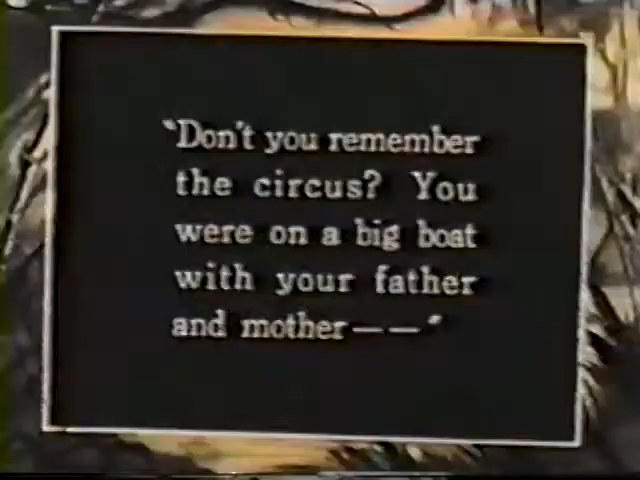 "Don't you remember
the circus? You
were on a big boat
with your father
and mother — — "